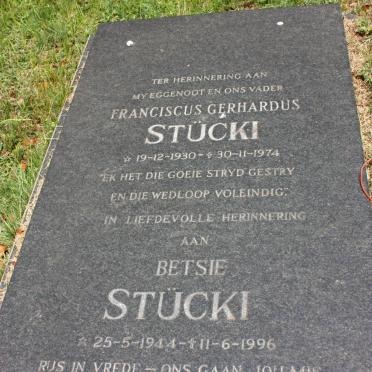 TER HERINNERING AAN
MY EGGENOOT EN ONS VADER
FRANCISCUS GERHARDUS
STÜCKI
☆ 19-12-1930 - ✞ 30-11-1974
"EK HET DIE GOEIE STRYD GESTRY
EN DIE WEDLOOP VOLEINDIG."
IN LIEFDEVOLLE HERINNERING
AAN
BETSIE
STÜCKI
☆ 25-5-1944 - ✞ 11-6-1996
RUS IN VREDE — ONS GAAN JOU MIS